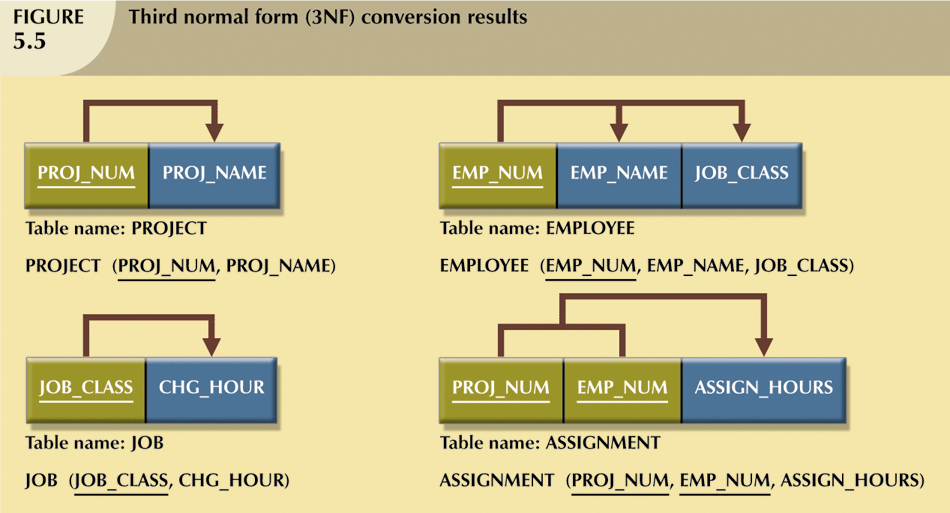 FIGURE
5.5
Third normal form (3NF) conversion results
PROJ_NUM PROJ_NAME
Table name: PROJECT
PROJECT (PROJ_NUM, PROJ_NAME)
EMP_NUM EMP_NAME JOB_CLASS
Table name: EMPLOYEE
EMPLOYEE (EMP_NUM, EMP_NAME, JOB_CLASS)
JOB_CLASS CHG_HOUR
Table name: JOB
JOB (JOB_CLASS, CHG_HOUR)
PROJ_NUM EMP_NUM ASSIGN_HOURS
Table name: ASSIGNMENT
ASSIGNMENT (PROJ_NUM, EMP_NUM, ASSIGN_HOURS)